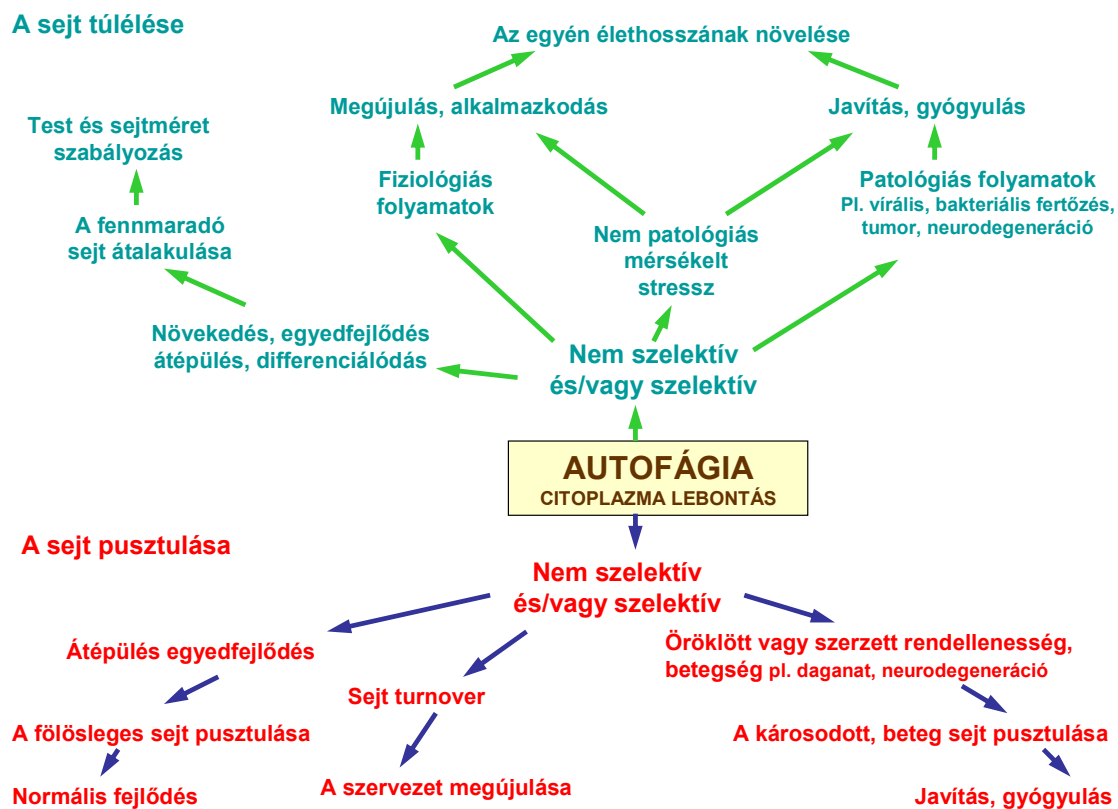 A sejt túlélése
Az egyén élethosszának növelése
Megújulás, alkalmazkodás
Javítás, gyógyulás
Test és sejtméret
szabályozás
Fiziológiás
folyamatok
Patológiás folyamatok
Pl. vírális, bakteriális fertőzés,
tumor, neurodegeneráció
A fennmaradó
sejt átalakulása
Nem patológiás
mérsékelt
stressz
Növekedés, egyedfejlődés
átépülés, differenciálódás
Nem szelektív
és/vagy szelektív
AUTOFÁGIA
CITOPLAZMA LEBONTÁS
A sejt pusztulása
Nem szelektív
és/vagy szelektív
Átépülés egyedfejlődés
Sejt turnover
Öröklött vagy szerzett rendellenesség,
betegség pl. daganat, neurodegeneráció
A fölösleges sejt pusztulása
A károsodott, beteg sejt pusztulása
Normális fejlődés
A szervezet megújulása
Javítás, gyógyulás